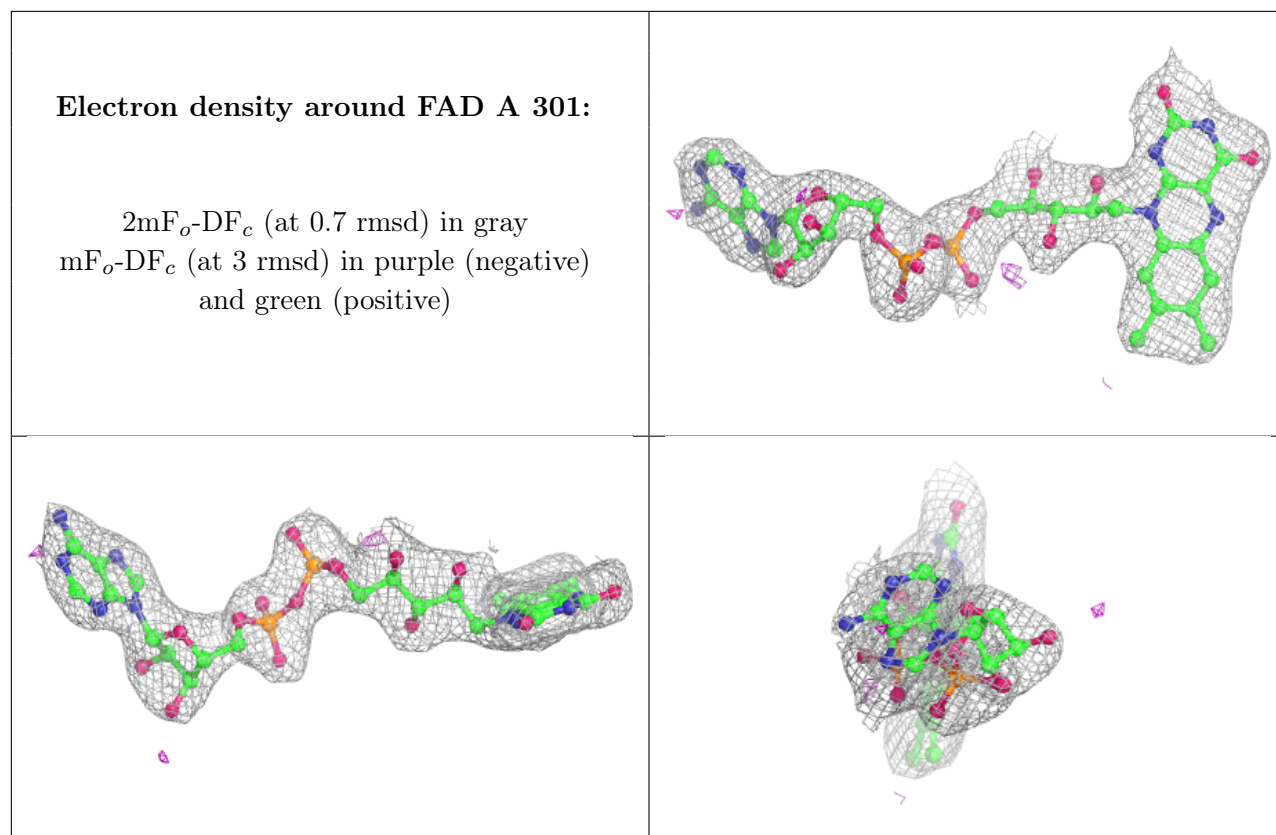 Electron density around FAD A 301:
2mFo-DFc (at 0.7 rmsd) in gray
mFo-DFc (at 3 rmsd) in purple (negative)
and green (positive)